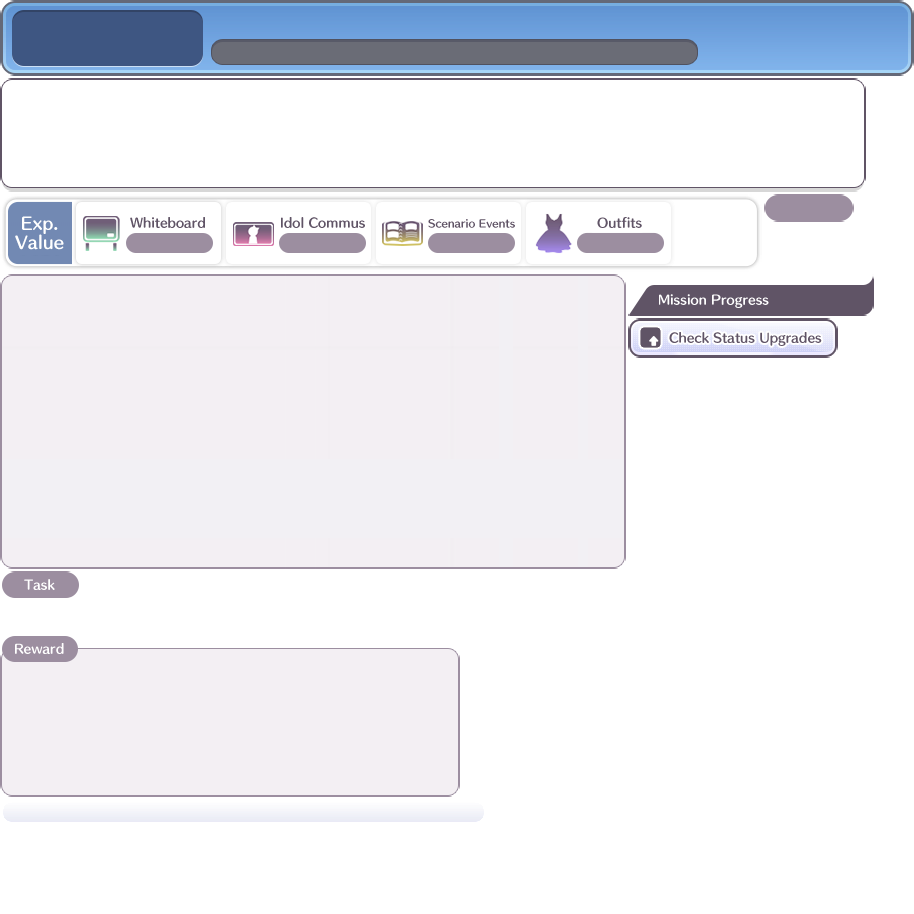 Exp.
Value
Whiteboard
Idol Commus
Scenario Events
Outfits
Mission Progress
Check Status Upgrades
Task
Reward